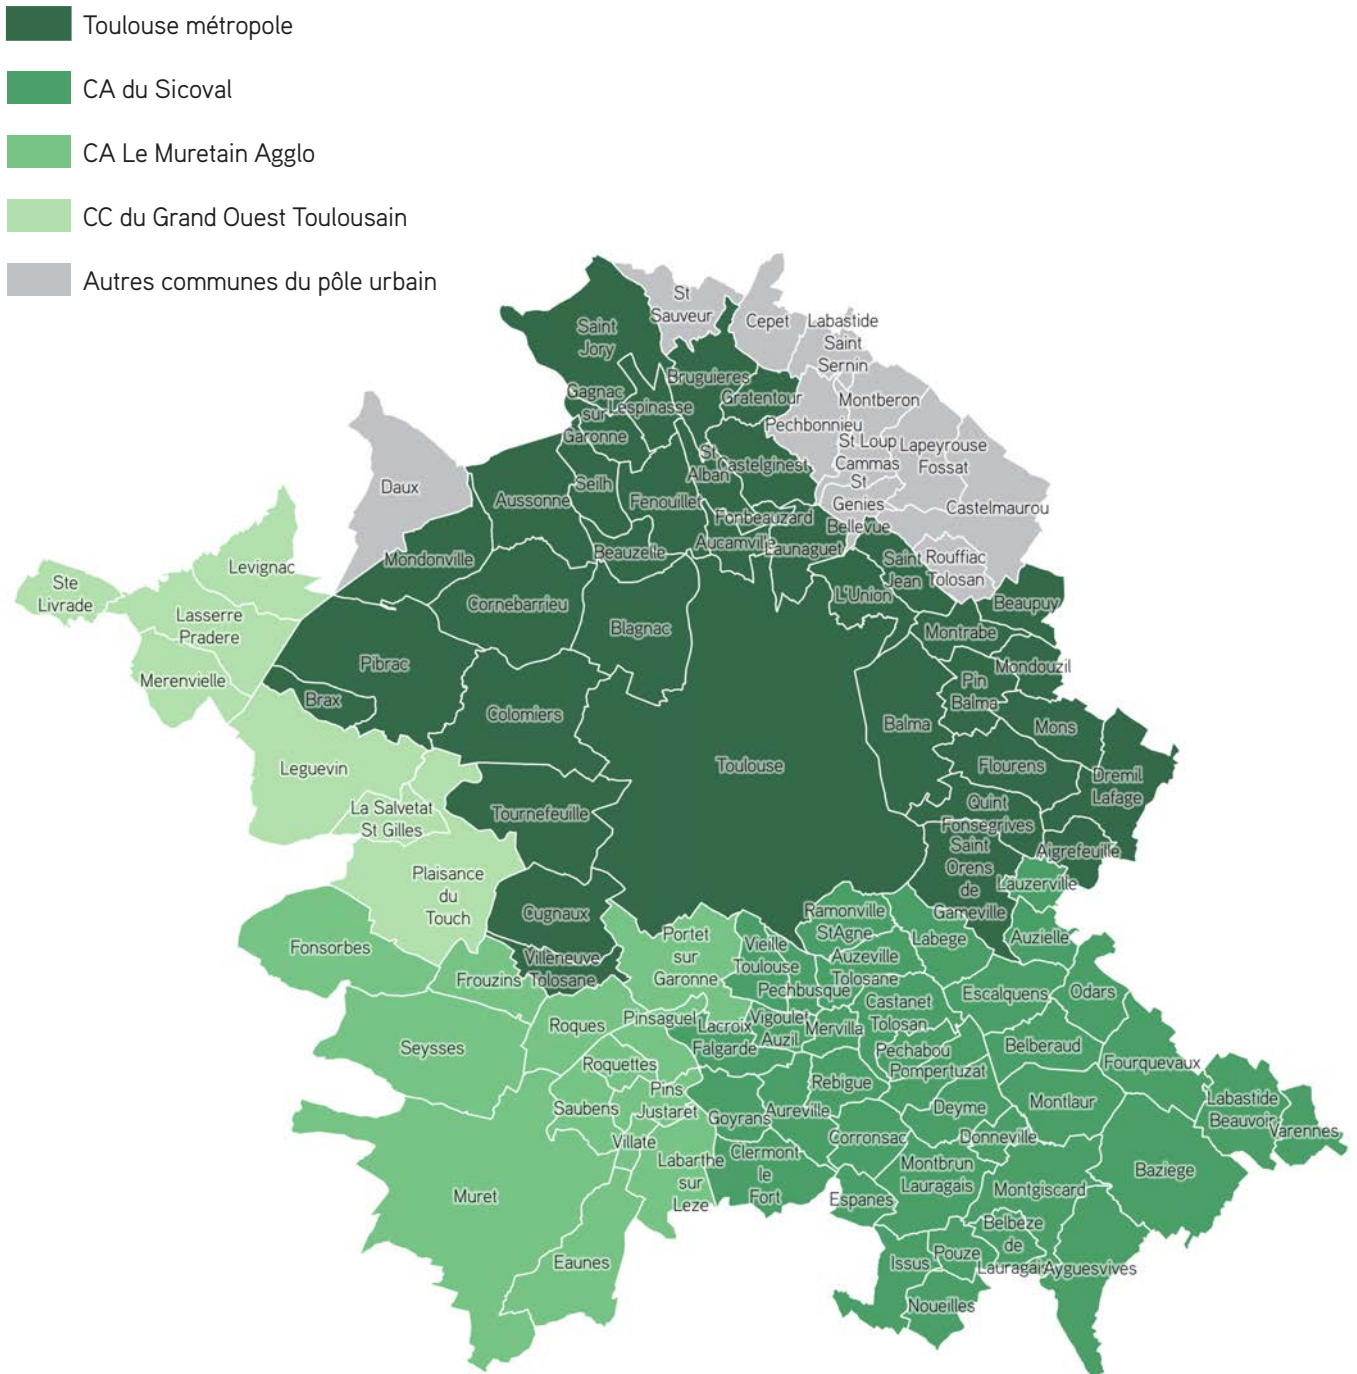 Toulouse métropole
CA du Sicoval
CA Le Muretain Agglo
CC du Grand Ouest Toulousain
Autres communes du pôle urbain
St
Sauveur
Cepet
Labastide
Saint
Sernin
Saint
Jory
Bruguieres
Gratentour
Montberon
Gagnac
sur
Garonne
Lespinasse
Pechbonnieu
St Loup
Cammas
Lapeyrouse
Fossat
St
Alban
Castelginest
Daux
Aussonne
Seilh
Fenouillet
St
Genies
Bellevue
Castelmaurou
Fonbeauzard
Aucamville
Launaguet
Beauzelle
Mondonville
Saint
Jean
Rouffiac
Tolosan
Levignac
Ste
Livrade
L'Union
Beaupuy
Cornebarrieu
Blagnac
Lasserre
Pradere
Montrabe
Pibrac
Mondouzil
Merenvielle
Pin
Balma
Brax
Colomiers
Balma
Mons
Leguevin
Toulouse
Flourens
Dremil
Lafage
La Salvetat
St Gilles
Tournefeuille
Quint
Fonsegrives
Saint
Orens
de
Gameville
Aigrefeuille
Plaisance
du
Touch
Lauzerville
Cugnaux
Ramonville
StAgne
Labege
Auzielle
Fonsorbes
Portet
sur
Garonne
Vieille
Toulouse
Villeneuve
Tolosane
Auzeville
Tolosane
Frouzins
Pechbusque
Escalquens
Odars
Castanet
Tolosan
Roques
Pinsaguel
Lacroix
Falgarde
Vigoulet
Auzil
Mervilla
Seysses
Pechabou
Belberaud
Roquettes
Pompertuzat
Fourquevaux
Pins
Justaret
Rebigue
Saubens
Goyrans
Aureville
Deyme
Montlaur
Labastide
Beauvoir
Varennes
Villate
Corronsac
Donneville
Labarthe
sur
Leze
Clermont
le
Fort
Montbrun
Lauragais
Baziege
Muret
Espanes
Montgiscard
Belbeze
de
Lauragais
Eaunes
Issus
Pouze
Ayguesvives
Noueilles